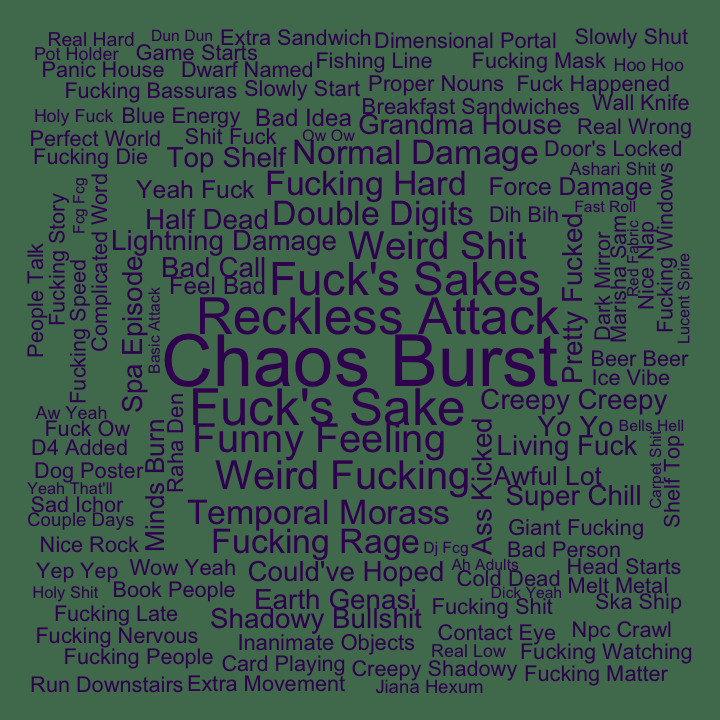 Real Hard
Dun Dun
Extra Sandwich
Dimensional Portal
Slowly Shut
Pot Holder
Game Starts
Fishing Line
Fucking Mask
Hoo Hoo
Panic House
Dwarf Named
Fucking Bassuras
Slowly Start
Proper Nouns
Fuck Happened
Breakfast Sandwiches
Wall Knife
Holy Fuck
Blue Energy
Bad Idea
Grandma House
Real Wrong
Perfect World
Shit Fuck
Ow Ow
Fucking Die
Top Shelf
Normal Damage
Door's Locked
Ashari Shit
Yeah Fuck
Fucking Hard
Force Damage
Fcg Fcg
Half Dead
Double Digits
Dih Bih
Fast Roll
Lightning Damage
Weird Shit
Bad Call
Feel Bad
Fuck's Sakes
People Talk
Fucking Story
Fucking Speed
Complicated Word
Spa Episode
Basic Attack
Pretty Fucked
Dark Mirror
Marisha Sam
Red Fabric
Nice Nap
Fucking Windows
Lucent Spire
Reckless Attack
Chaos Burst
Beer Beer
Ice Vibe
Fuck's Sake
Creepy Creepy
Aw Yeah
Fuck Ow
Yo Yo
Bells Hell
D4 Added
Funny Feeling
Living Fuck
Dog Poster
Minds Burn
Raha Den
Weird Fucking
Ass Kicked
Awful Lot
Carpet Shit
Shelf Top
Yeah That'll
Sad Ichor
Super Chill
Couple Days
Temporal Morass
Giant Fucking
Nice Rock
Fucking Rage
Dj Fcg
Bad Person
Yep Yep
Wow Yeah
Could've Hoped
Ah Adults
Cold Dead
Head Starts
Holy Shit
Book People
Earth Genasi
Dick Yeah
Melt Metal
Fucking Late
Shadowy Bullshit
Fucking Shit
Ska Ship
Fucking Nervous
Inanimate Objects
Contact Eye
Npc Crawl
Fucking People
Card Playing
Creepy Shadowy
Real Low
Fucking Watching
Run Downstairs
Extra Movement
Jiana Hexum
Fucking Matter